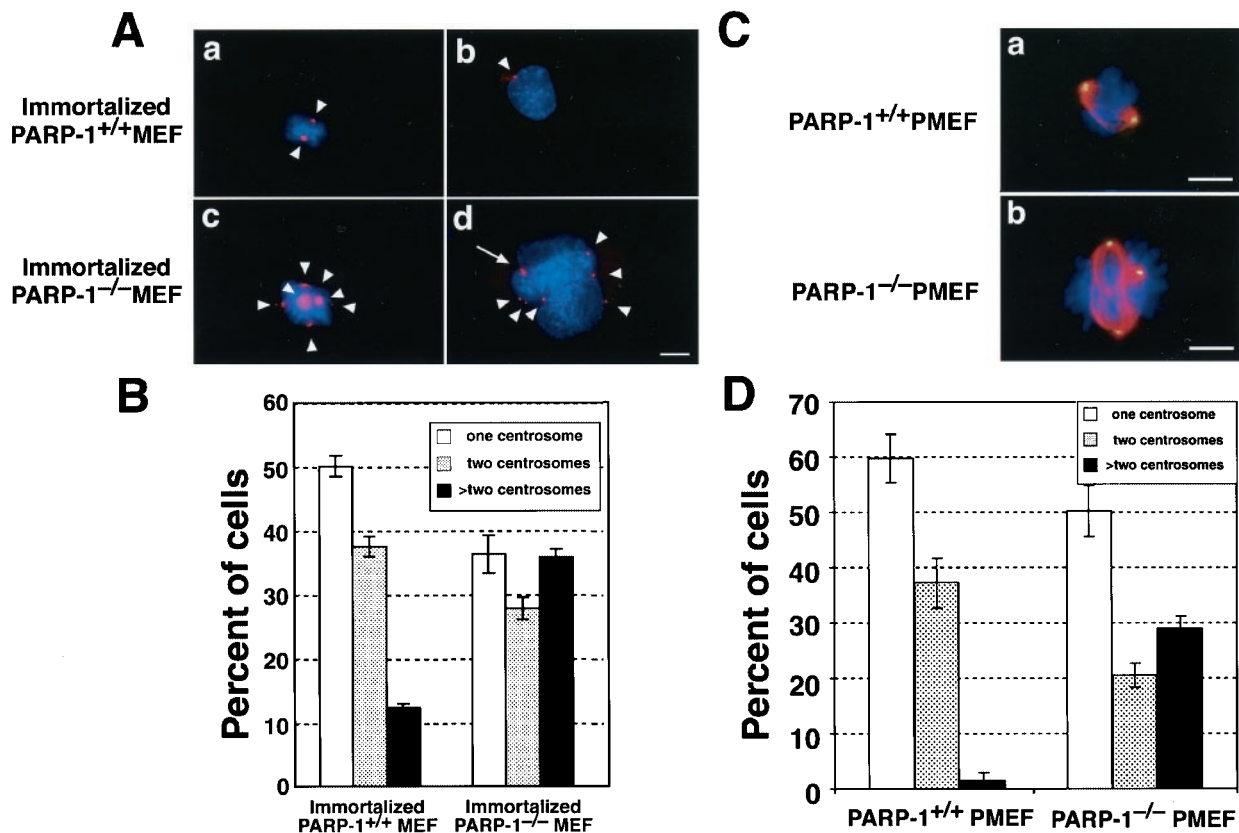 A
a
b
Immortalized
PARP-1+/+MEF
c
d
Immortalized
PARP-1−/−MEF
C
a
PARP-1+/+PMEF
b
PARP-1−/−PMEF
B
60
50
40
30
20
10
0
Percent of cells
one centrosome
two centrosomes
>two centrosomes
Immortalized
PARP-1+/+ MEF
Immortalized
PARP-1−/− MEF
D
70
60
50
40
30
20
10
0
Percent of cells
one centrosome
two centrosomes
>two centrosomes
PARP-1+/+ PMEF
PARP-1−/− PMEF